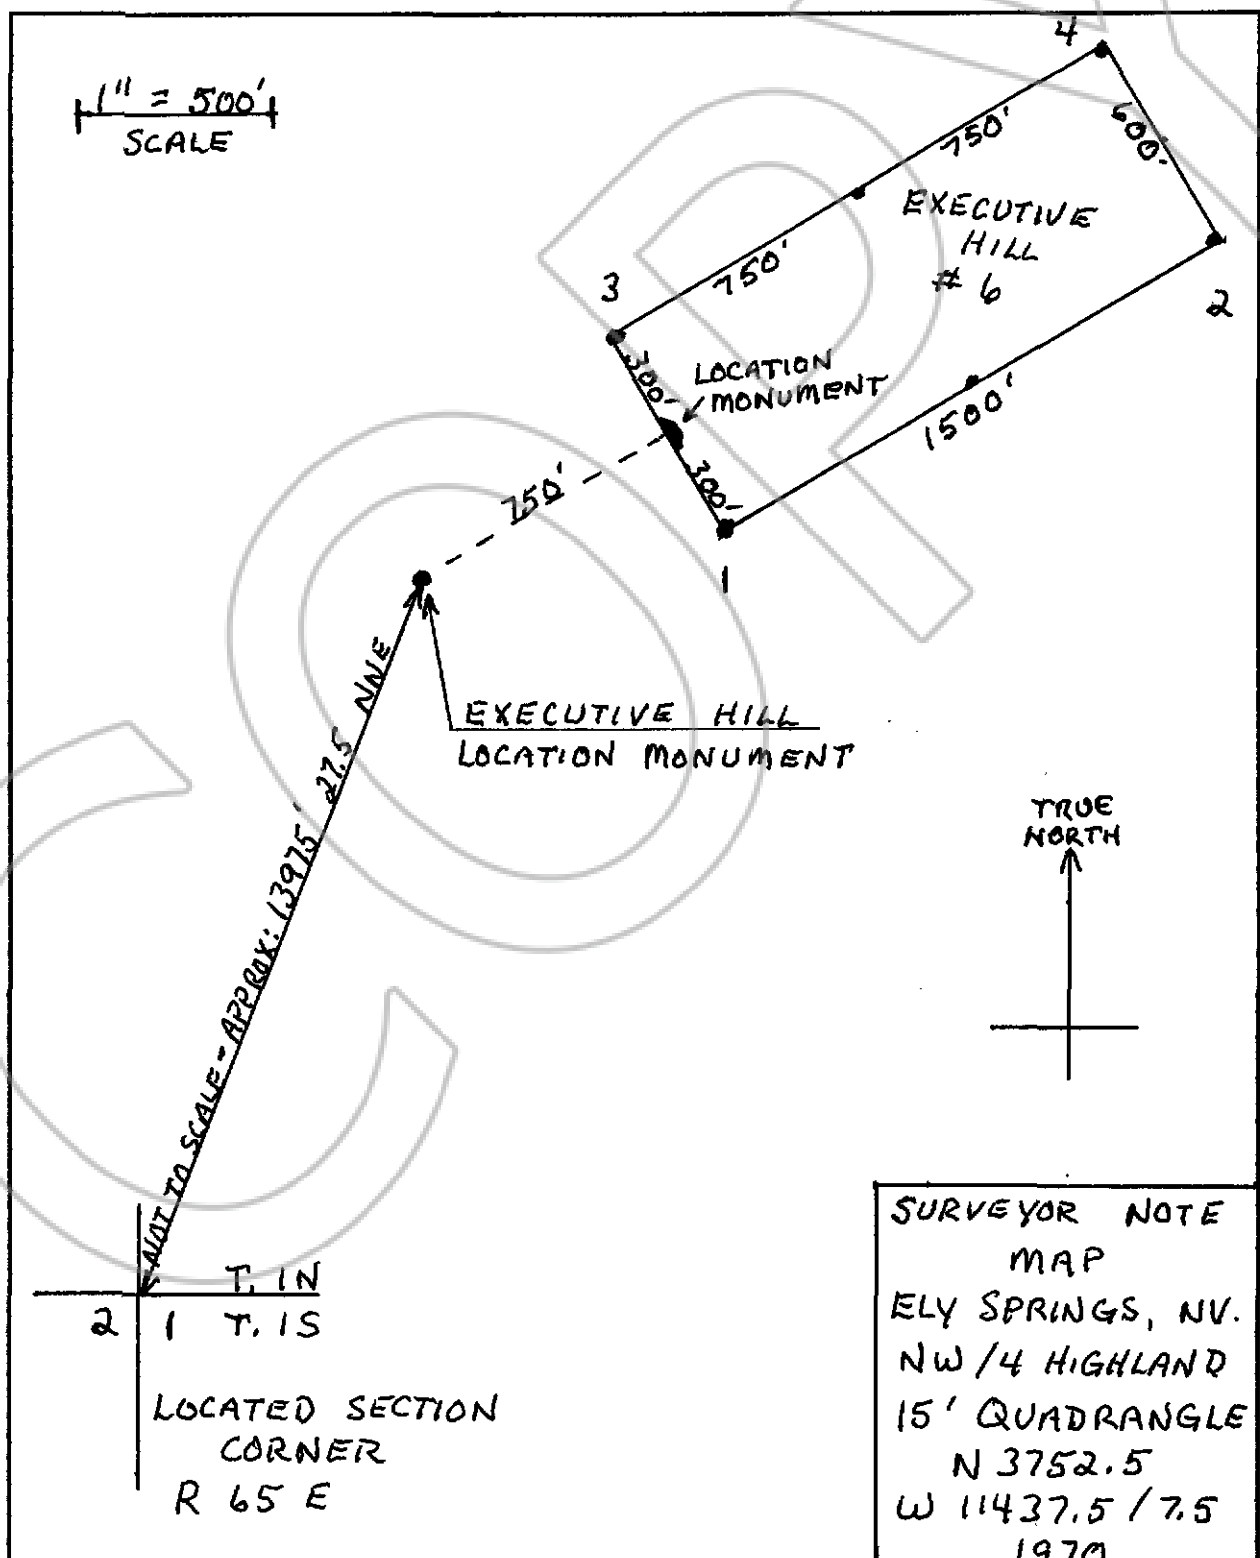 1" = 500'
SCALE
4
750'
600'
EXECUTIVE
HILL
# 6
750'
3
2
300'
LOCATION
MONUMENT
1500'
300'
750'
1
NOT TO SCALE - APPROX: 13975' 27.5 NNE
EXECUTIVE HILL
LOCATION MONUMENT
TRUE
NORTH
T. 1N
2 1 T. 1S
LOCATED SECTION
CORNER
R 65 E
SURVEYOR NOTE
MAP
ELY SPRINGS, NV.
NW/4 HIGHLAND
15' QUADRANGLE
N 3752.5
W 11437.5 / 7.5
1970
COPY